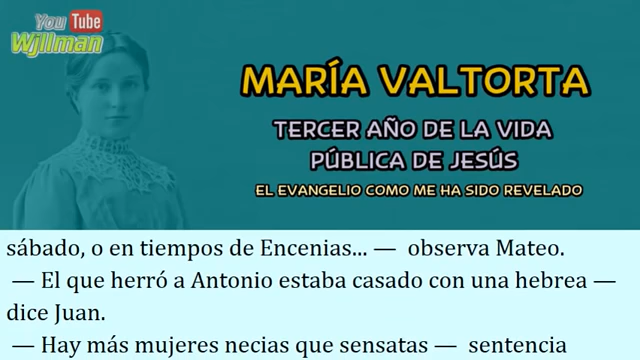 You Tube
Wjllman
MARÍA VALTORTA
TERCER AÑO DE LA VIDA
PÚBLICA DE JESÚS
EL EVANGELIO COMO ME HA SIDO REVELADO
sábado, o en tiempos de Encenias... — observa Mateo.
— El que herró a Antonio estaba casado con una hebrea —
dice Juan.
— Hay más mujeres necias que sensatas — sentencia